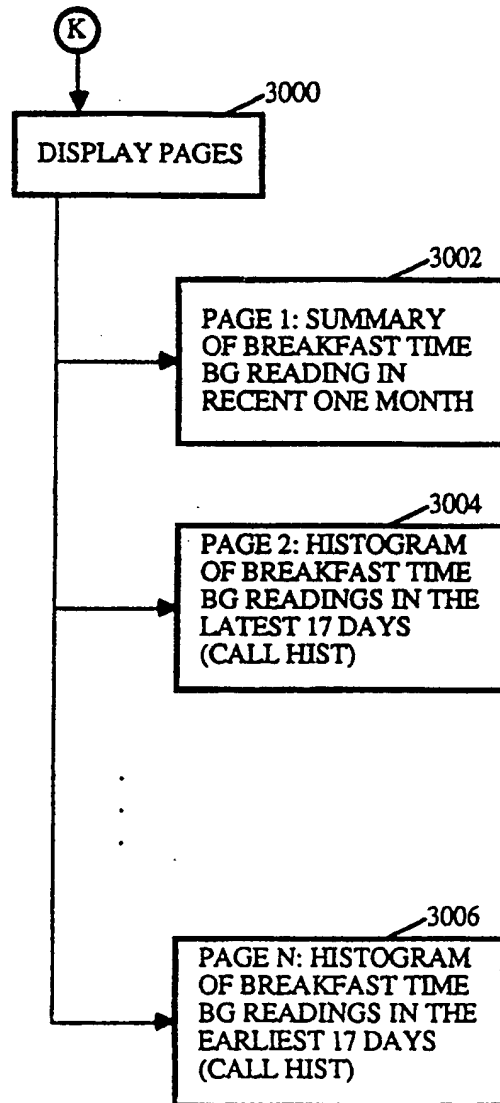 K
3000
DISPLAY PAGES
3002
PAGE 1: SUMMARY
OF BREAKFAST TIME
BG READING IN
RECENT ONE MONTH
3004
PAGE 2: HISTOGRAM
OF BREAKFAST TIME
BG READINGS IN THE
LATEST 17 DAYS
(CALL HIST)
3006
PAGE N: HISTOGRAM
OF BREAKFAST TIME
BG READINGS IN THE
EARLIEST 17 DAYS
(CALL HIST)